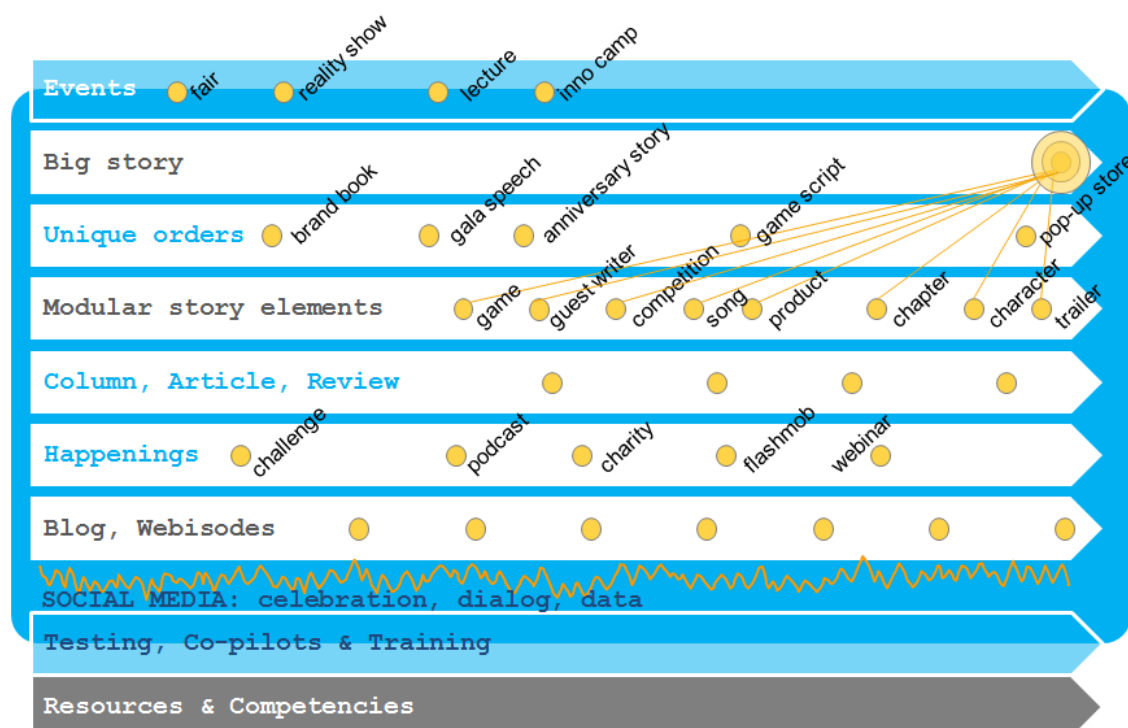 Events
fair
reality show
lecture
inno camp
Big story
Unique orders
brand book
gala speech
anniversary story
game script
pop-up store
Modular story elements
game
guest writer
competition
song
product
chapter
character
trailer
Column, Article, Review
Happenings
challenge
podcast
charity
flashmob
webinar
Blog, Webisodes
SOCIAL MEDIA: celebration, dialog, data
Testing, Co-pilots & Training
Resources & Competencies